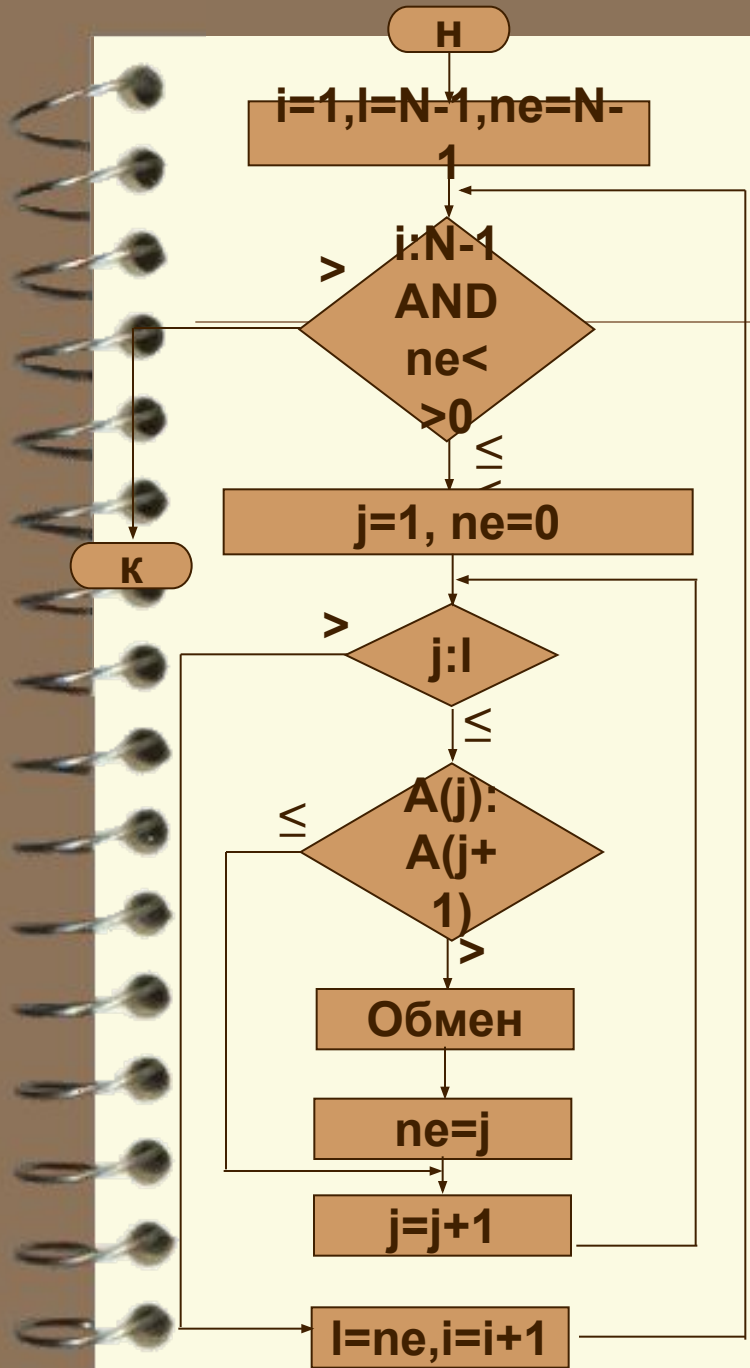 н
i=1,l=N-1,ne=N-
1
>
i:N-1
AND
ne<
>0
≤
j=1, ne=0
к
>
j:l
≤
≤
A(j):
A(j+
1)
>
Обмен
ne=j
j=j+1
l=ne,i=i+1